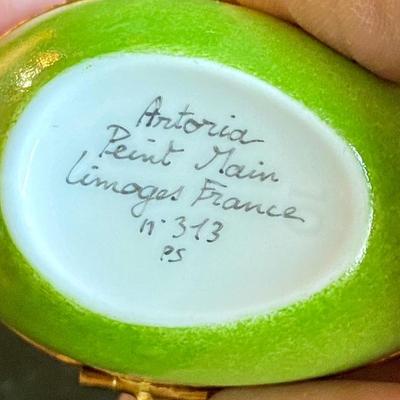 Artoria
Peint Main
Limoges France
n° 313
PS